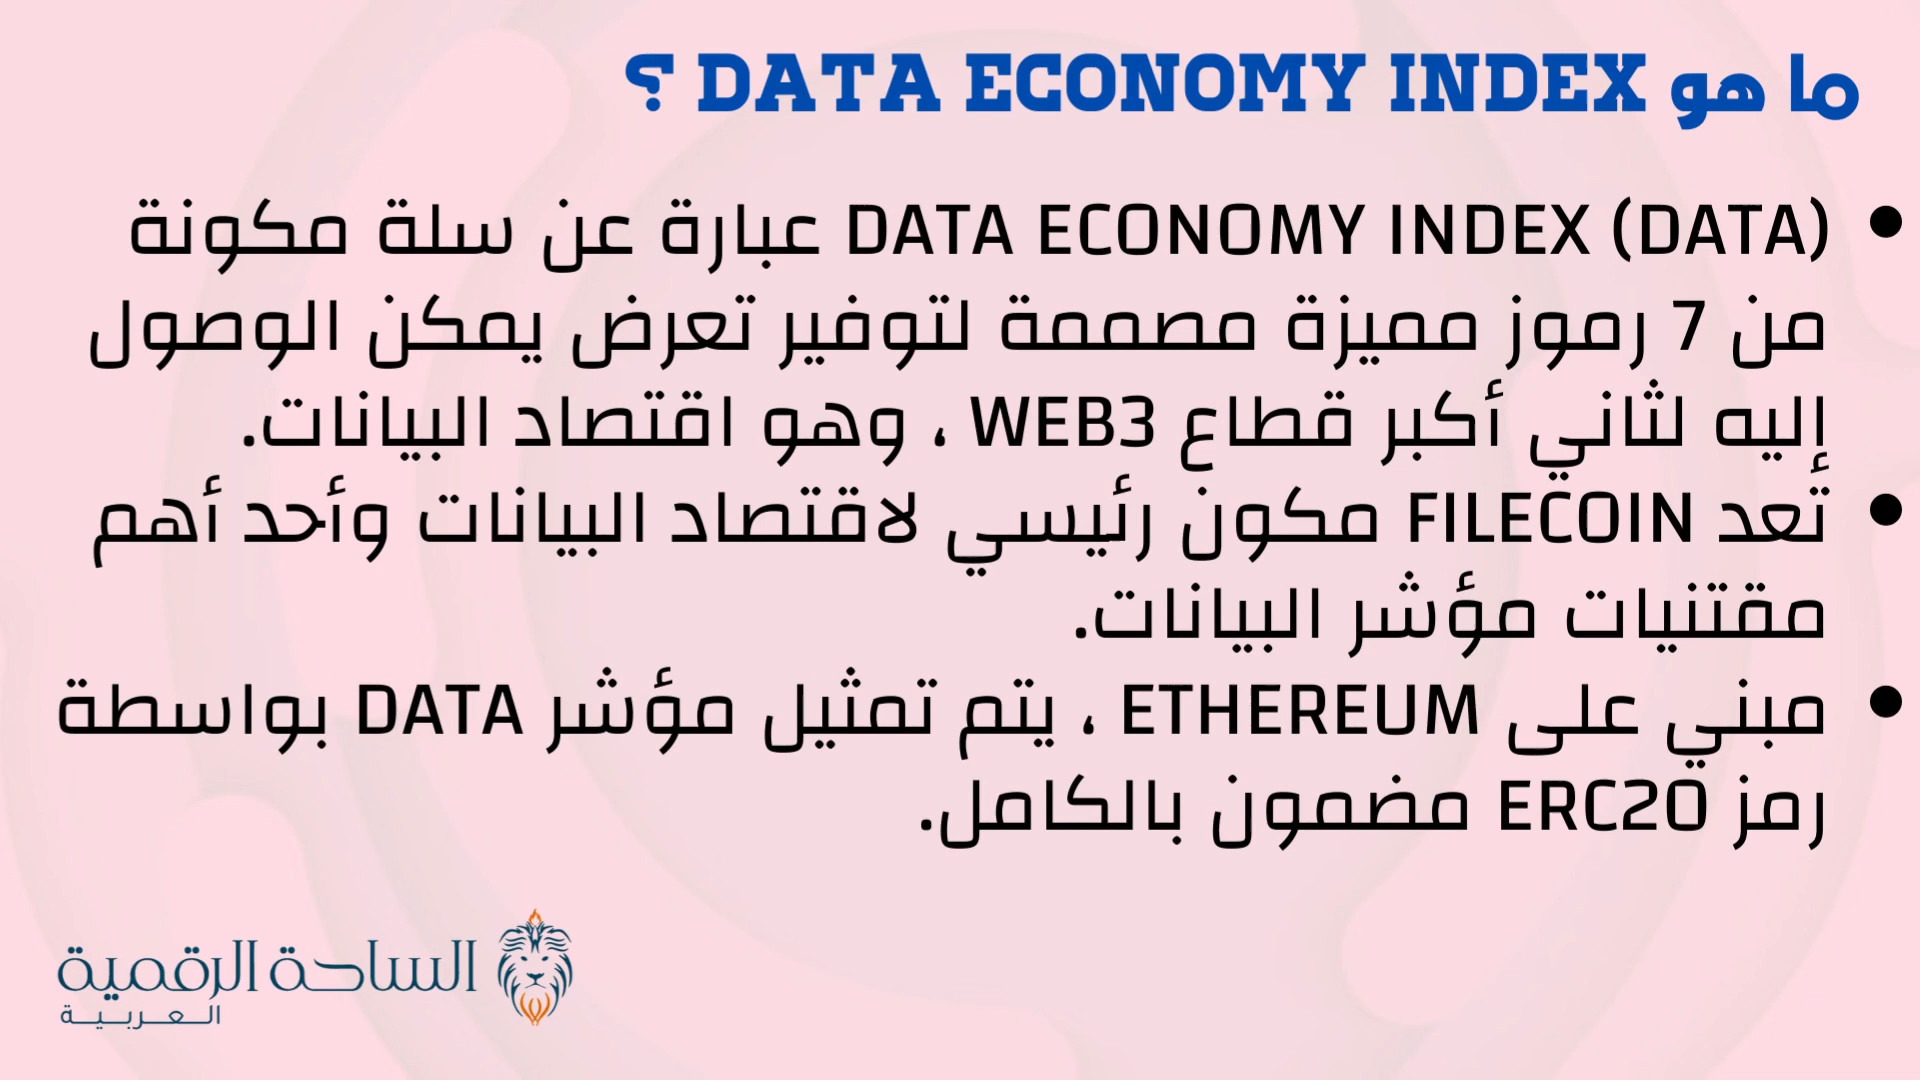 ما هو DATA ECONOMY INDEX ؟
DATA ECONOMY INDEX (DATA) عبارة عن سلة مكونة
من 7 رموز مميزة مصممة لتوفير تعرض يمكن الوصول
إليه لثاني أكبر قطاع WEB3 ، وهو اقتصاد البيانات.
تُعد FILECOIN مكون رئيسي لاقتصاد البيانات وأحد أهم
مقتنيات مؤشر البيانات.
مبني على ETHEREUM ، يتم تمثيل مؤشر DATA بواسطة
رمز ERC20 مضمون بالكامل.
الساحة الرقمية
العربية